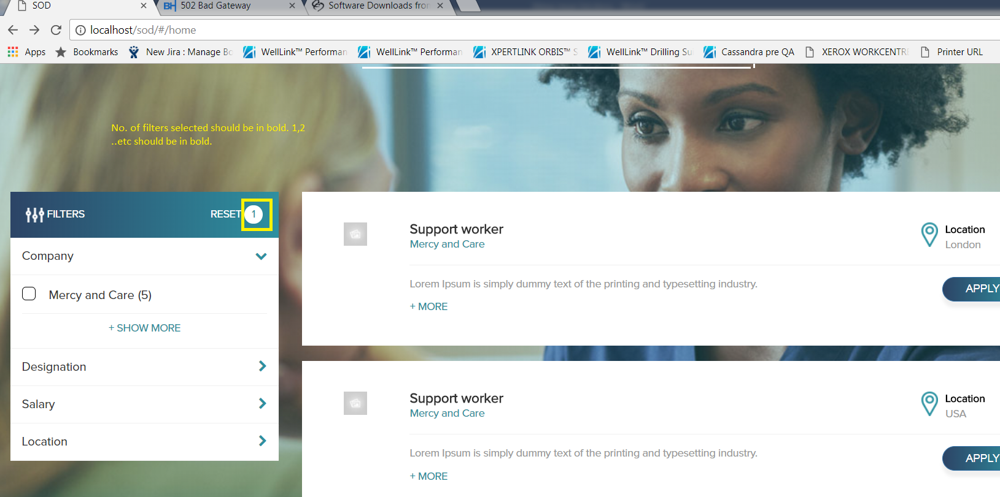 SOD
502 Bad Gateway
Software Downloads from
localhost/sod/#/home
Apps
Bookmarks
New Jira : Manage Bo
WellLink™ Performan
WellLink™ Performan
XPERTLINK ORBIS™ S
WellLink™ Drilling Su
Cassandra pre QA
XEROX WORKCENTR
Printer URL
No. of filters selected should be in bold. 1,2
..etc should be in bold.
FILTERS
RESET 1
Company
Mercy and Care (5)
+ SHOW MORE
Designation
Salary
Location
Support worker
Mercy and Care
Location
London
Lorem Ipsum is simply dummy text of the printing and typesetting industry.
+ MORE
APPLY
Support worker
Mercy and Care
Location
USA
Lorem Ipsum is simply dummy text of the printing and typesetting industry.
+ MORE
APPLY